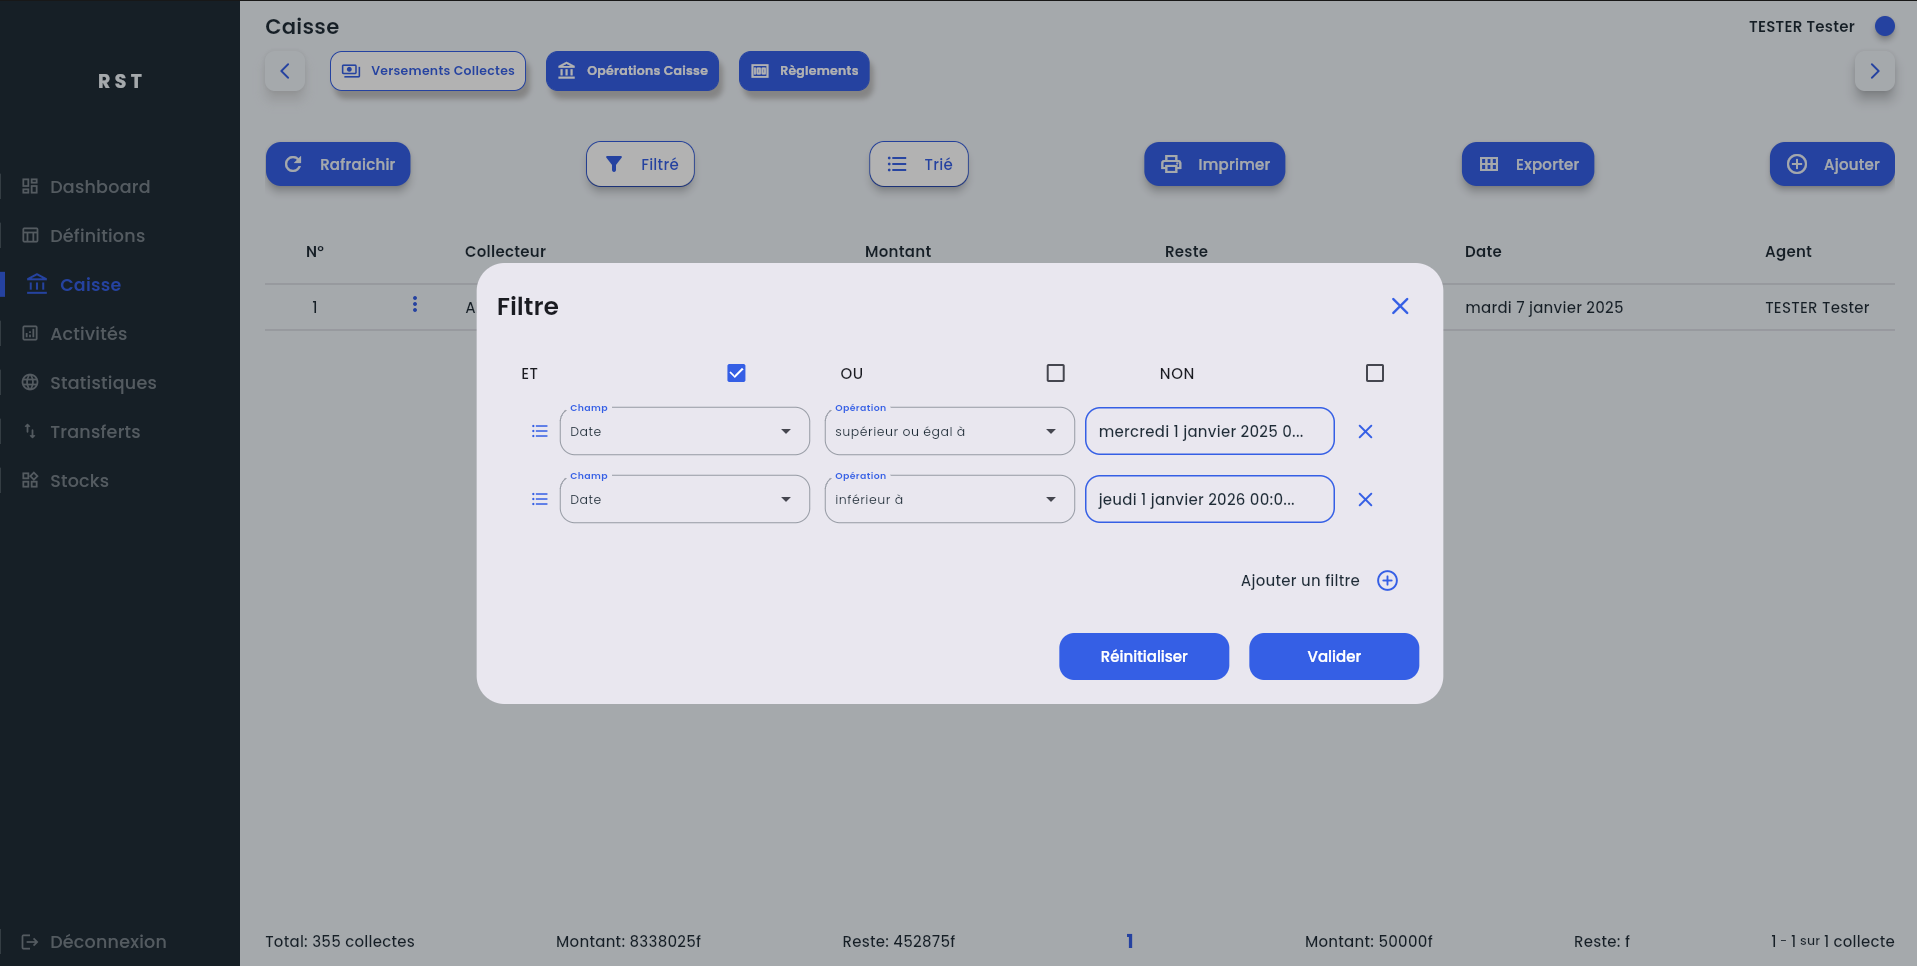 Caisse
TESTER Tester
RST
Versements Collectes
Opérations Caisse
Règlements
Rafraichir
Filtré
Trié
Imprimer
Exporter
Ajouter
Dashboard
Définitions
Caisse
Activités
Statistiques
Transferts
Stocks
Déconnexion
N° Collecteur Montant Reste Date Agent
1 A mardi 7 janvier 2025 TESTER Tester
Filtre
ET OU NON
Champ Opération
Date supérieur ou égal à mercredi 1 janvier 2025 0...
Champ Opération
Date inférieur à jeudi 1 janvier 2026 00:0...
Ajouter un filtre
Réinitialiser Valider
Total: 355 collectes Montant: 8338025f Reste: 452875f 1 Montant: 50000f Reste: f 1 - 1 sur 1 collecte